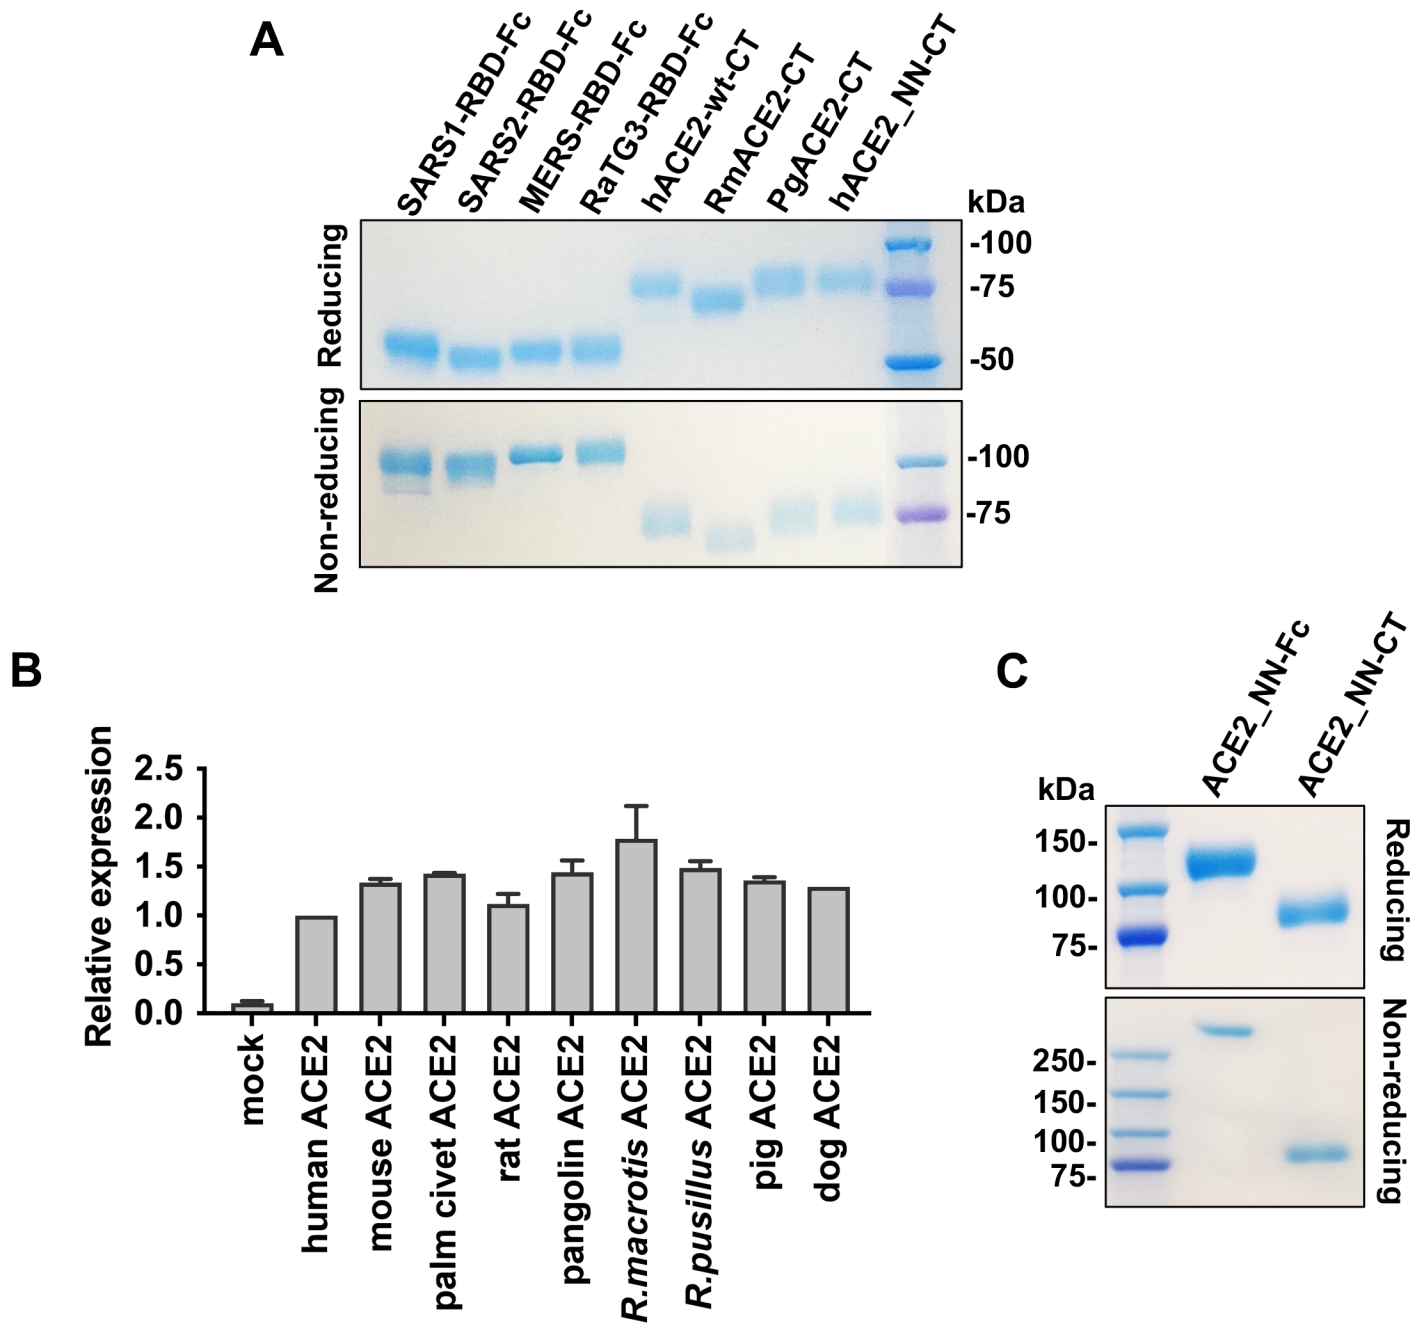 A
SARS1-RBD-Fc
SARS2-RBD-Fc
MERS-RBD-Fc
RaTG3-RBD-Fc
hACE2-wt-CT
RmACE2-CT
PgACE2-CT
hACE2_NN-CT
kDa
Reducing
-100
-75
-50
Non-reducing
-100
-75
B
Relative expression
2.5
2.0
1.5
1.0
0.5
0.0
mock
human ACE2
mouse ACE2
palm civet ACE2
rat ACE2
pangolin ACE2
R.macrotis ACE2
R.pusillus ACE2
pig ACE2
dog ACE2
C
ACE2_NN-Fc
ACE2_NN-CT
kDa
150-
100-
75-
Reducing
250-
150-
100-
75-
Non-reducing